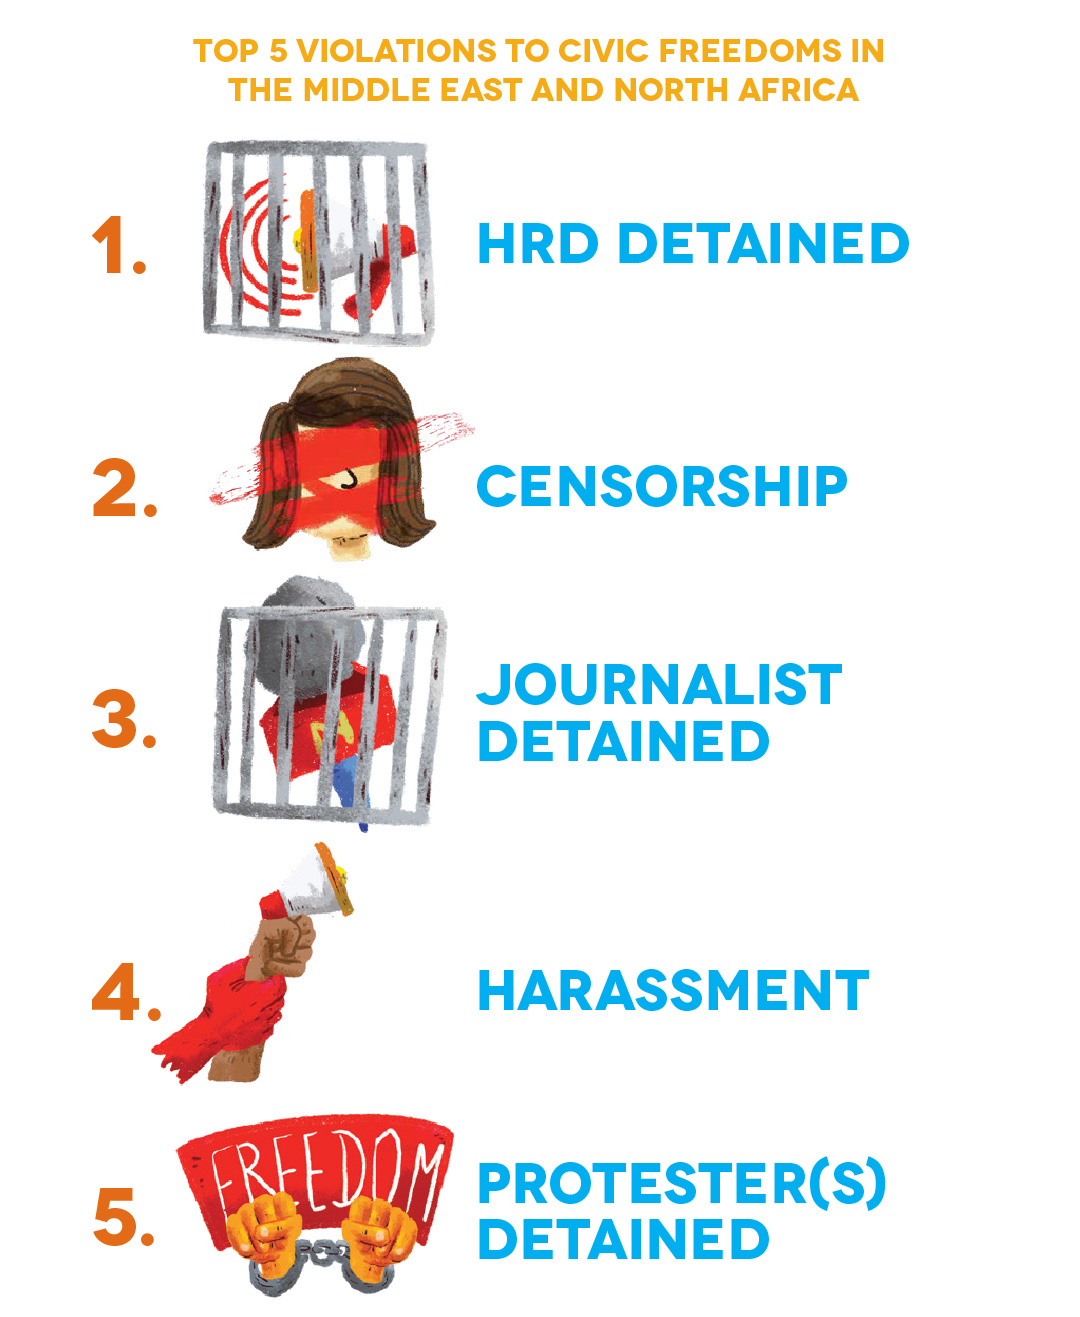 TOP 5 VIOLATIONS TO CIVIC FREEDOMS IN
THE MIDDLE EAST AND NORTH AFRICA
1.
HRD DETAINED
2.
CENSORSHIP
3.
N
JOURNALIST
DETAINED
4.
HARASSMENT
5.
FREEDOM
PROTESTER(S)
DETAINED